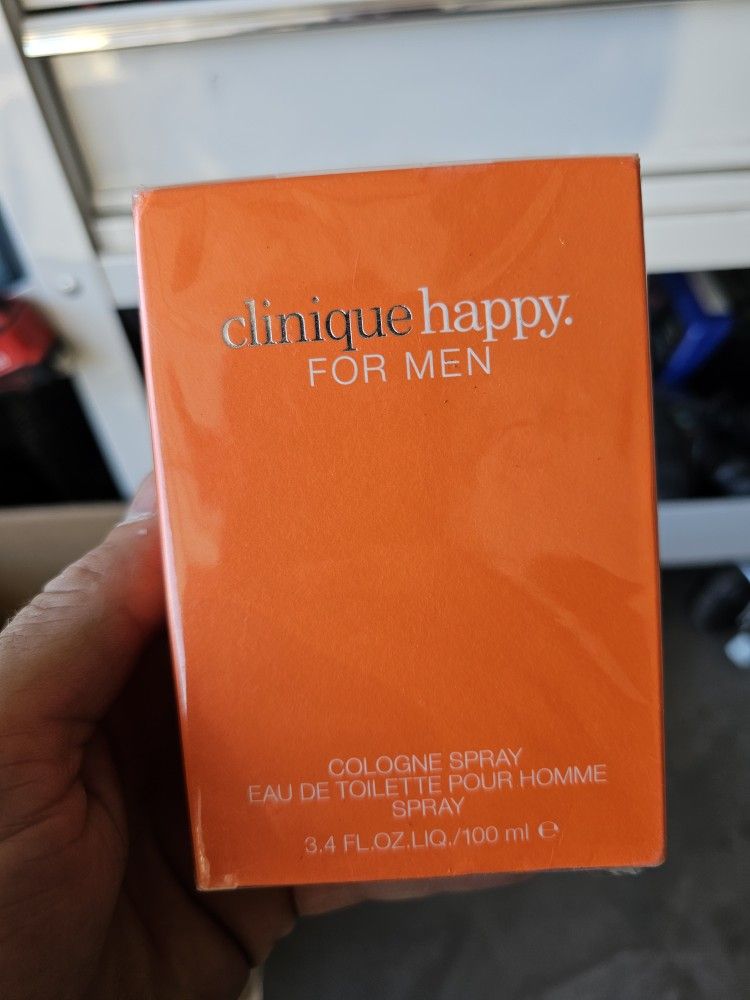 clinique happy.
FOR MEN
COLOGNE SPRAY
EAU DE TOILETTE POUR HOMME
SPRAY
3.4 FL.OZ.LIQ./100 ml ℮